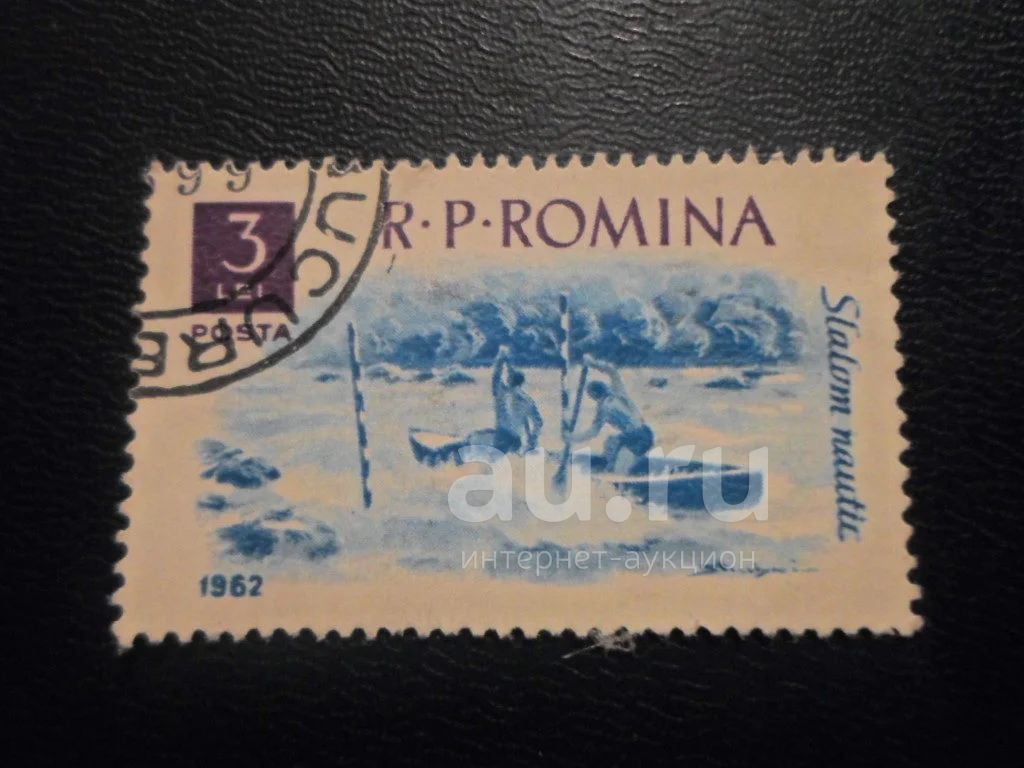 3
LEI
POSTA
R·P·ROMINA
Slalom nautic
au.ru
интернет-аукцион
1962